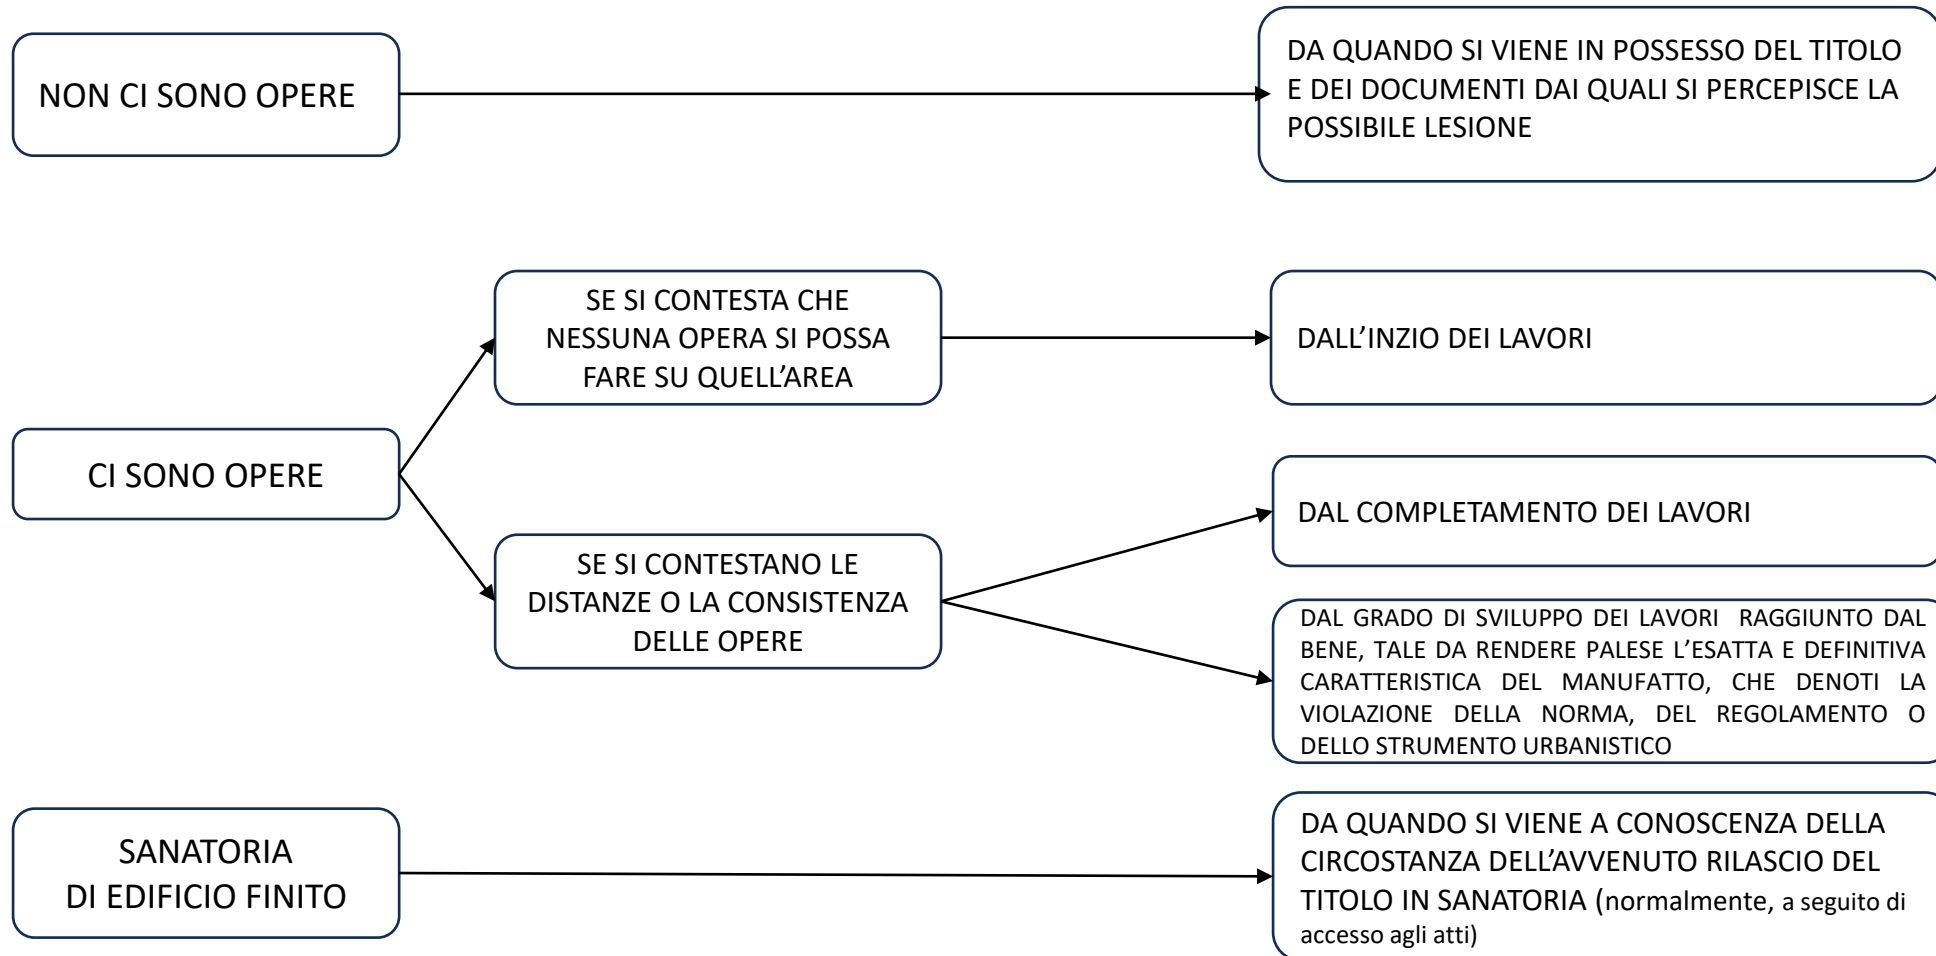 NON CI SONO OPERE
DA QUANDO SI VIENE IN POSSESSO DEL TITOLO
E DEI DOCUMENTI DAI QUALI SI PERCEPISCE LA
POSSIBILE LESIONE
SE SI CONTESTA CHE
NESSUNA OPERA SI POSSA
FARE SU QUELL’AREA
DALL’INZIO DEI LAVORI
CI SONO OPERE
DAL COMPLETAMENTO DEI LAVORI
SE SI CONTESTANO LE
DISTANZE O LA CONSISTENZA
DELLE OPERE
DAL GRADO DI SVILUPPO DEI LAVORI RAGGIUNTO DAL
BENE, TALE DA RENDERE PALESE L’ESATTA E DEFINITIVA
CARATTERISTICA DEL MANUFATTO, CHE DENOTI LA
VIOLAZIONE DELLA NORMA, DEL REGOLAMENTO O
DELLO STRUMENTO URBANISTICO
SANATORIA
DI EDIFICIO FINITO
DA QUANDO SI VIENE A CONOSCENZA DELLA
CIRCOSTANZA DELL’AVVENUTO RILASCIO DEL
TITOLO IN SANATORIA (normalmente, a seguito di
accesso agli atti)